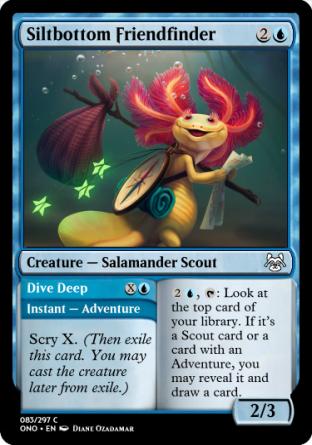 Siltbottom Friendfinder 2
Creature — Salamander Scout
Dive Deep X
Instant — Adventure
Scry X. (Then exile
this card. You may
cast the creature
later from exile.)
2 , : Look at
the top card of
your library. If it's
a Scout card or a
card with an
Adventure, you
may reveal it and
draw a card.
2/3
083/297 C
ONO • EN Diane Ozadamar